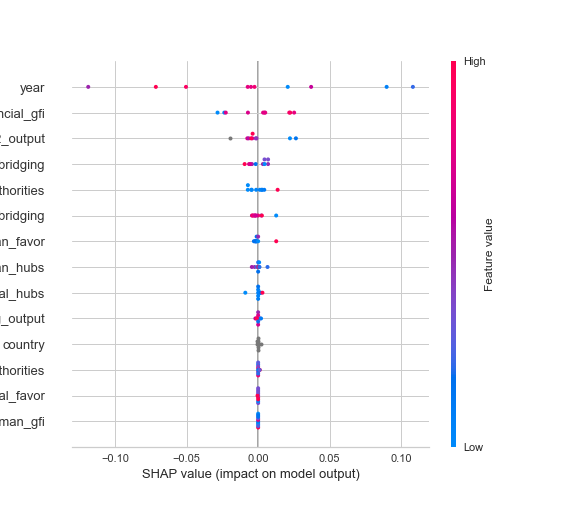 High
year
ncial_gfi
_output
bridging
thorities
bridging
an_favor
an_hubs
al_hubs
_output
country
thorities
al_favor
man_gfi
Low
Feature value
−0.10
−0.05
0.00
0.05
0.10
SHAP value (impact on model output)